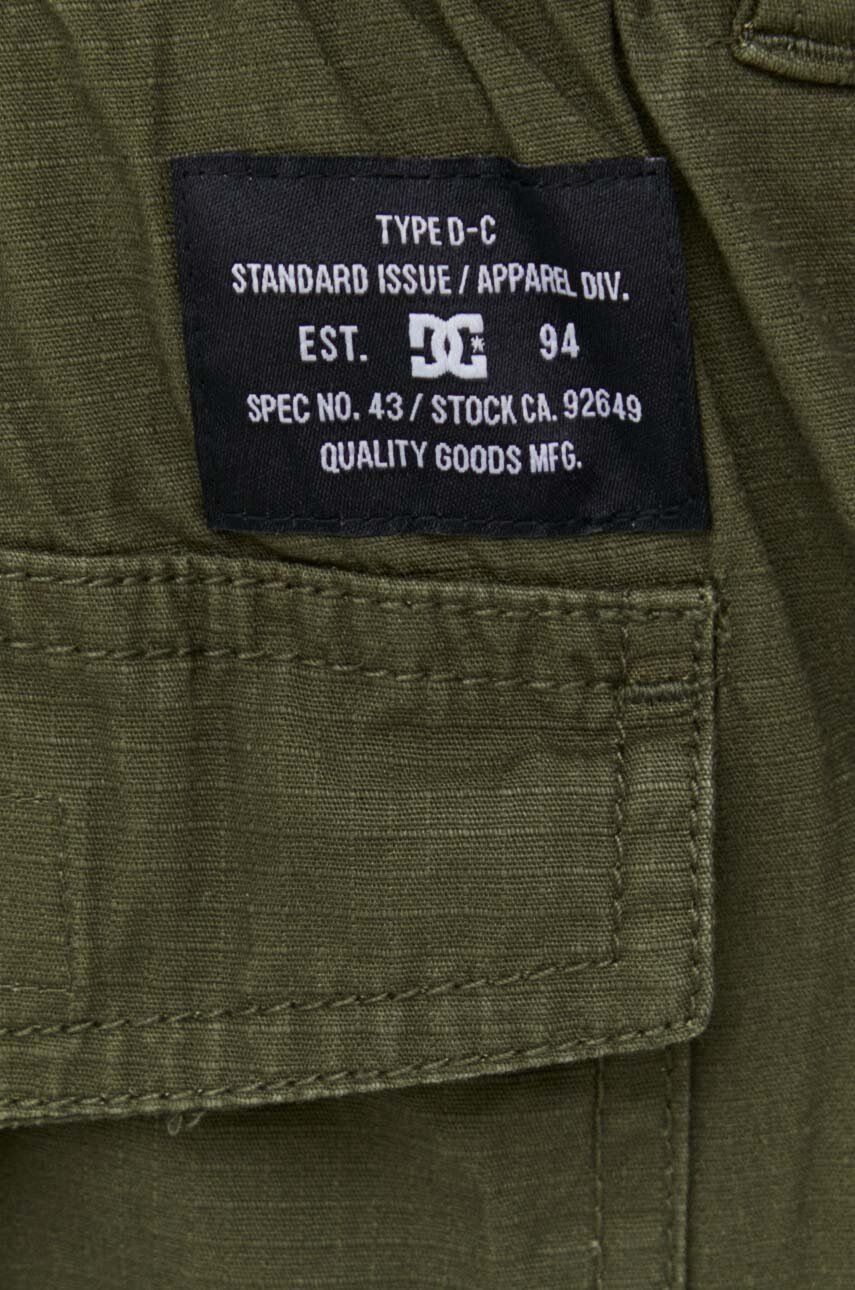 TYPE D-C
STANDARD ISSUE / APPAREL DIV.
EST. DC 94
SPEC NO. 43 / STOCK CA. 92649
QUALITY GOODS MFG.